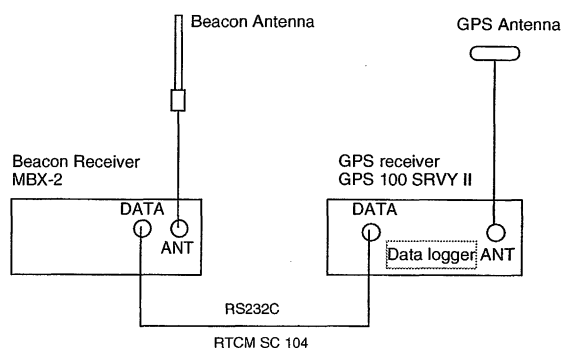 Beacon Antenna
GPS Antenna
Beacon Receiver
MBX-2
GPS receiver
GPS 100 SRVY II
DATA
ANT
DATA
Data logger
ANT
RS232C
RTCM SC 104